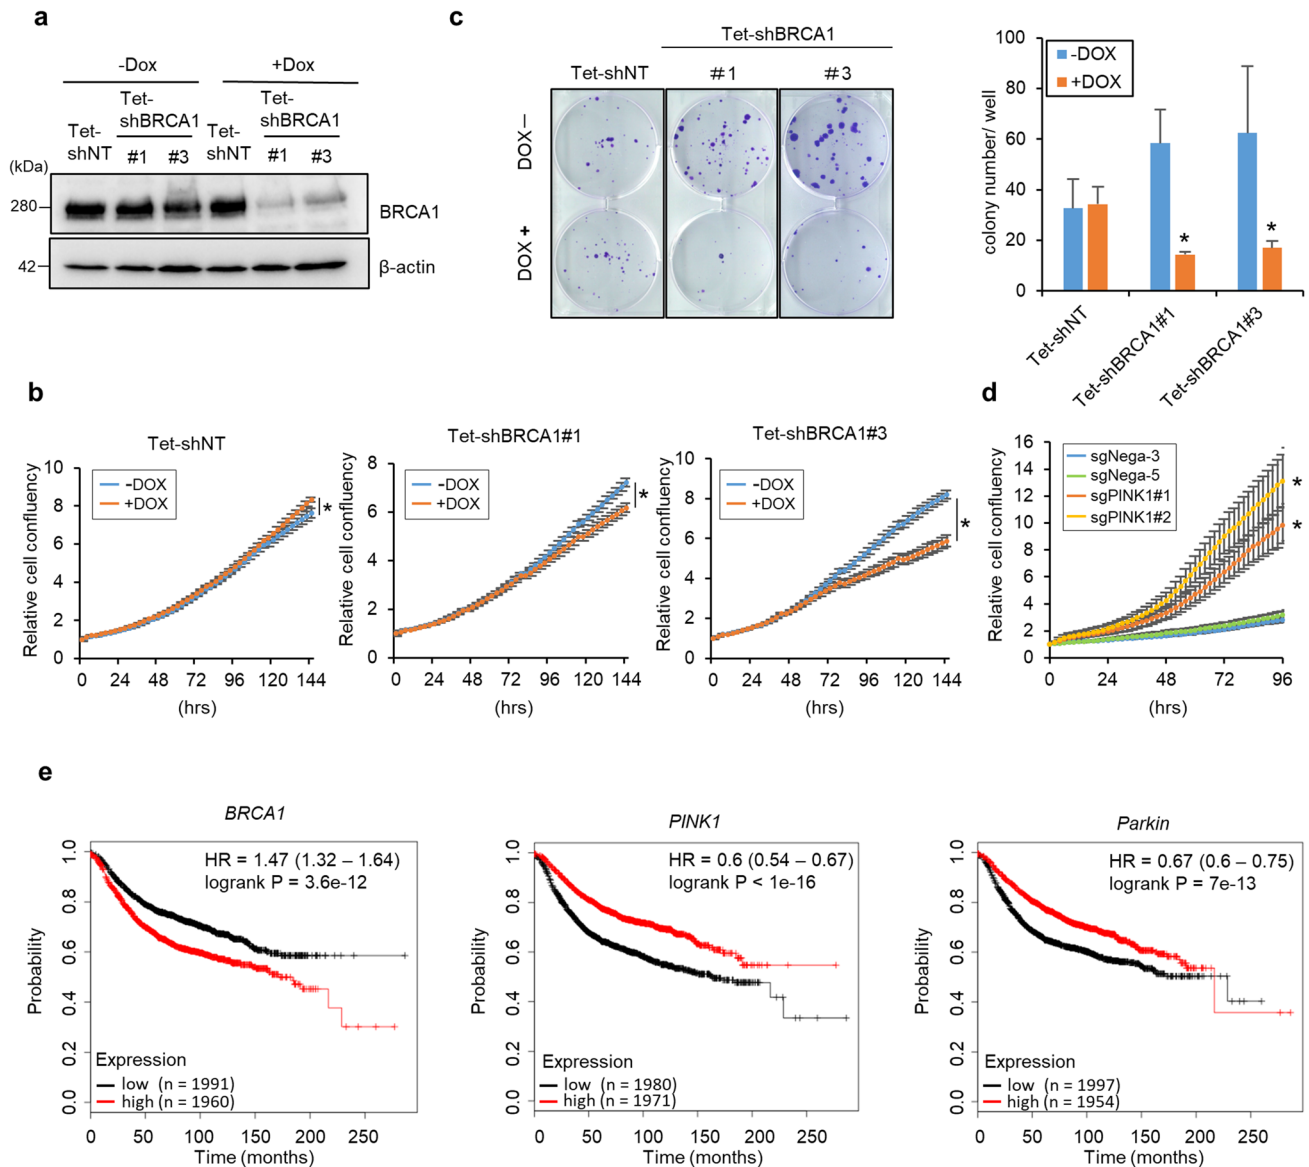 a
-Dox +Dox
Tet-shNT
Tet-shBRCA1
#1 #3
Tet-shNT
Tet-shBRCA1
#1 #3
(kDa)
280
BRCA1
42
β-actin
c
Tet-shBRCA1
Tet-shNT #1 #3
DOX −
DOX +
100
80
60
40
20
0
colony number/ well
-DOX
+DOX
*
*
Tet-shNT
Tet-shBRCA1#1
Tet-shBRCA1#3
b
Tet-shNT
Relative cell confluency
10
8
6
4
2
0
-DOX
+DOX
*
0 24 48 72 96 120 144
(hrs)
Tet-shBRCA1#1
Relative cell confluency
8
6
4
2
0
-DOX
+DOX
*
0 24 48 72 96 120 144
(hrs)
Tet-shBRCA1#3
Relative cell confluency
10
8
6
4
2
0
-DOX
+DOX
*
0 24 48 72 96 120 144
(hrs)
d
Relative cell confluency
16
14
12
10
8
6
4
2
0
sgNega-3
sgNega-5
sgPINK1#1
sgPINK1#2
*
*
0 24 48 72 96
(hrs)
e
BRCA1
HR = 1.47 (1.32 – 1.64)
logrank P = 3.6e-12
Probability
1.0
0.8
0.6
0.4
0.2
0.0
Expression
low (n = 1991)
high (n = 1960)
0 50 100 150 200 250
Time (months)
PINK1
HR = 0.6 (0.54 – 0.67)
logrank P < 1e-16
Probability
1.0
0.8
0.6
0.4
0.2
0.0
Expression
low (n = 1980)
high (n = 1971)
0 50 100 150 200 250
Time (months)
Parkin
HR = 0.67 (0.6 – 0.75)
logrank P = 7e-13
Probability
1.0
0.8
0.6
0.4
0.2
0.0
Expression
low (n = 1997)
high (n = 1954)
0 50 100 150 200 250
Time (months)